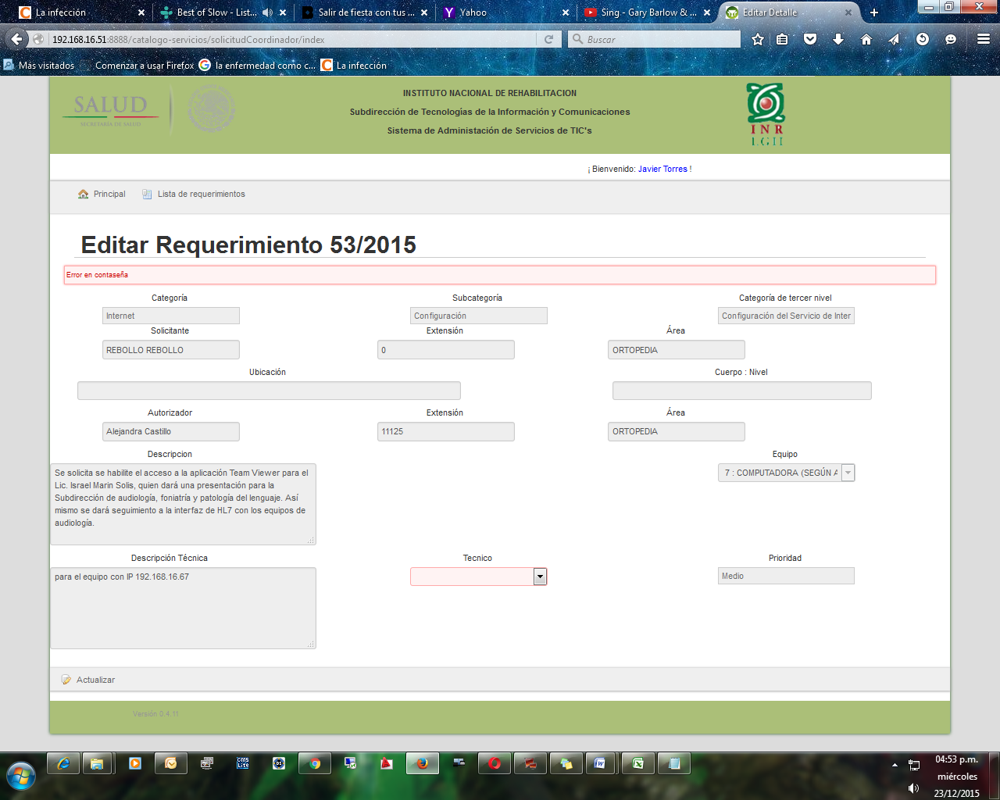 La infección
Best of Slow - List...
Salir de fiesta con tus ...
Yahoo
Sing - Gary Barlow & ...
Editar Detalle
192.168.16.51:8888/catalogo-servicios/solicitudCoordinador/index
Buscar
Más visitados
Comenzar a usar Firefox
la enfermedad como c...
La infección
SALUD
SECRETARÍA DE SALUD
INSTITUTO NACIONAL DE REHABILITACION
Subdirección de Tecnologías de la Información y Comunicaciones
Sistema de Administación de Servicios de TIC's
INR
LGII
¡ Bienvenido: Javier Torres !
Principal
Lista de requerimientos
Editar Requerimiento 53/2015
Error en contaseña
Categoría
Subcategoría
Categoría de tercer nivel
Internet
Configuración
Configuración del Servicio de Inter
Solicitante
Extensión
Área
REBOLLO REBOLLO
0
ORTOPEDIA
Ubicación
Cuerpo : Nivel
Autorizador
Extensión
Área
Alejandra Castillo
11125
ORTOPEDIA
Descripcion
Equipo
Se solicita se habilite el acceso a la aplicación Team Viewer para el
Lic. Israel Marin Solis, quien dará una presentación para la
Subdirección de audiología, foniatría y patología del lenguaje. Así
mismo se dará seguimiento a la interfaz de HL7 con los equipos de
audiología.
7 : COMPUTADORA (SEGÚN A
Descripción Técnica
Tecnico
Prioridad
para el equipo con IP 192.168.16.67
Medio
Actualizar
Versión 0.4.11
CMS
Lite
DS
04:53 p.m.
miércoles
23/12/2015